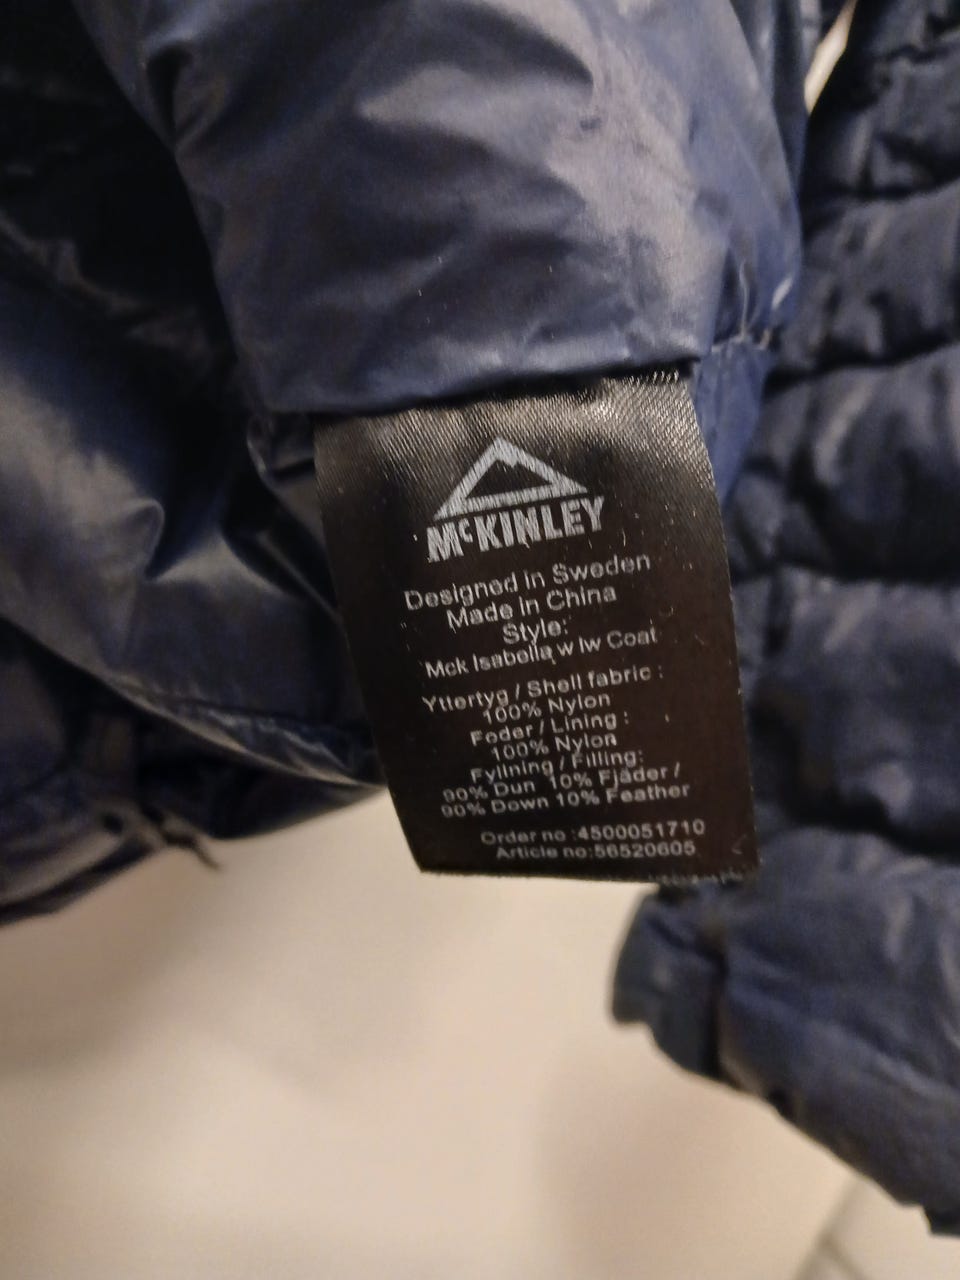 McKINLEY
Designed in Sweden
Made in China
Style:
Mck Isabella w lw Coat
Yttertyg / Shell fabric :
100% Nylon
Foder / Lining :
100% Nylon
Fyllning / Filling:
90% Dun 10% Fjäder /
90% Down 10% Feather
Order no :4500051710
Article no:56520605